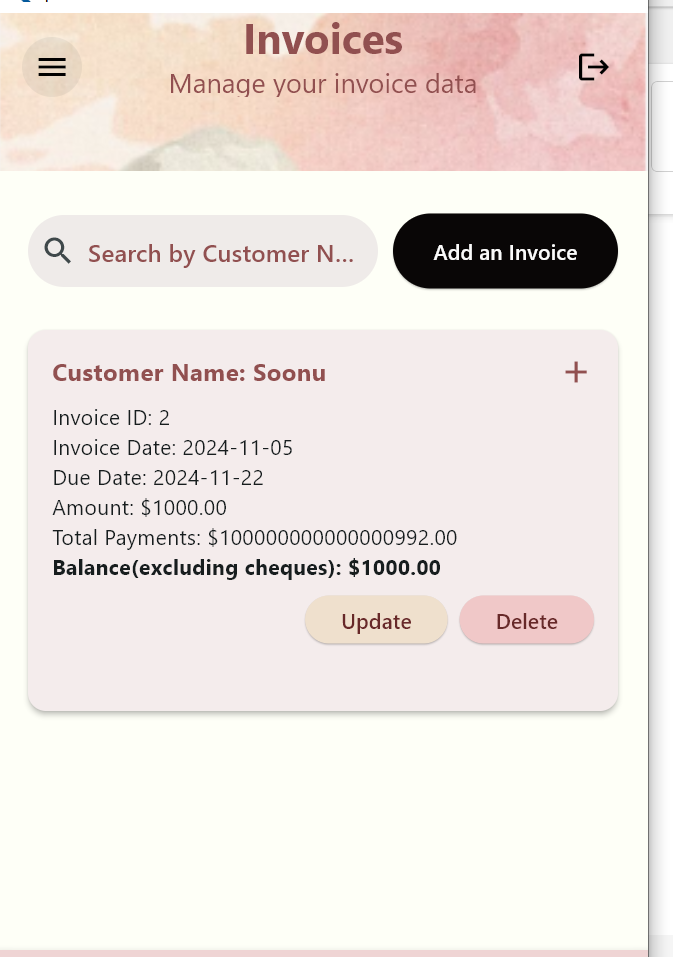 Invoices
Manage your invoice data
Search by Customer N...
Add an Invoice
Customer Name: Soonu
Invoice ID: 2
Invoice Date: 2024-11-05
Due Date: 2024-11-22
Amount: $1000.00
Total Payments: $100000000000000992.00
Balance(excluding cheques): $1000.00
Update
Delete